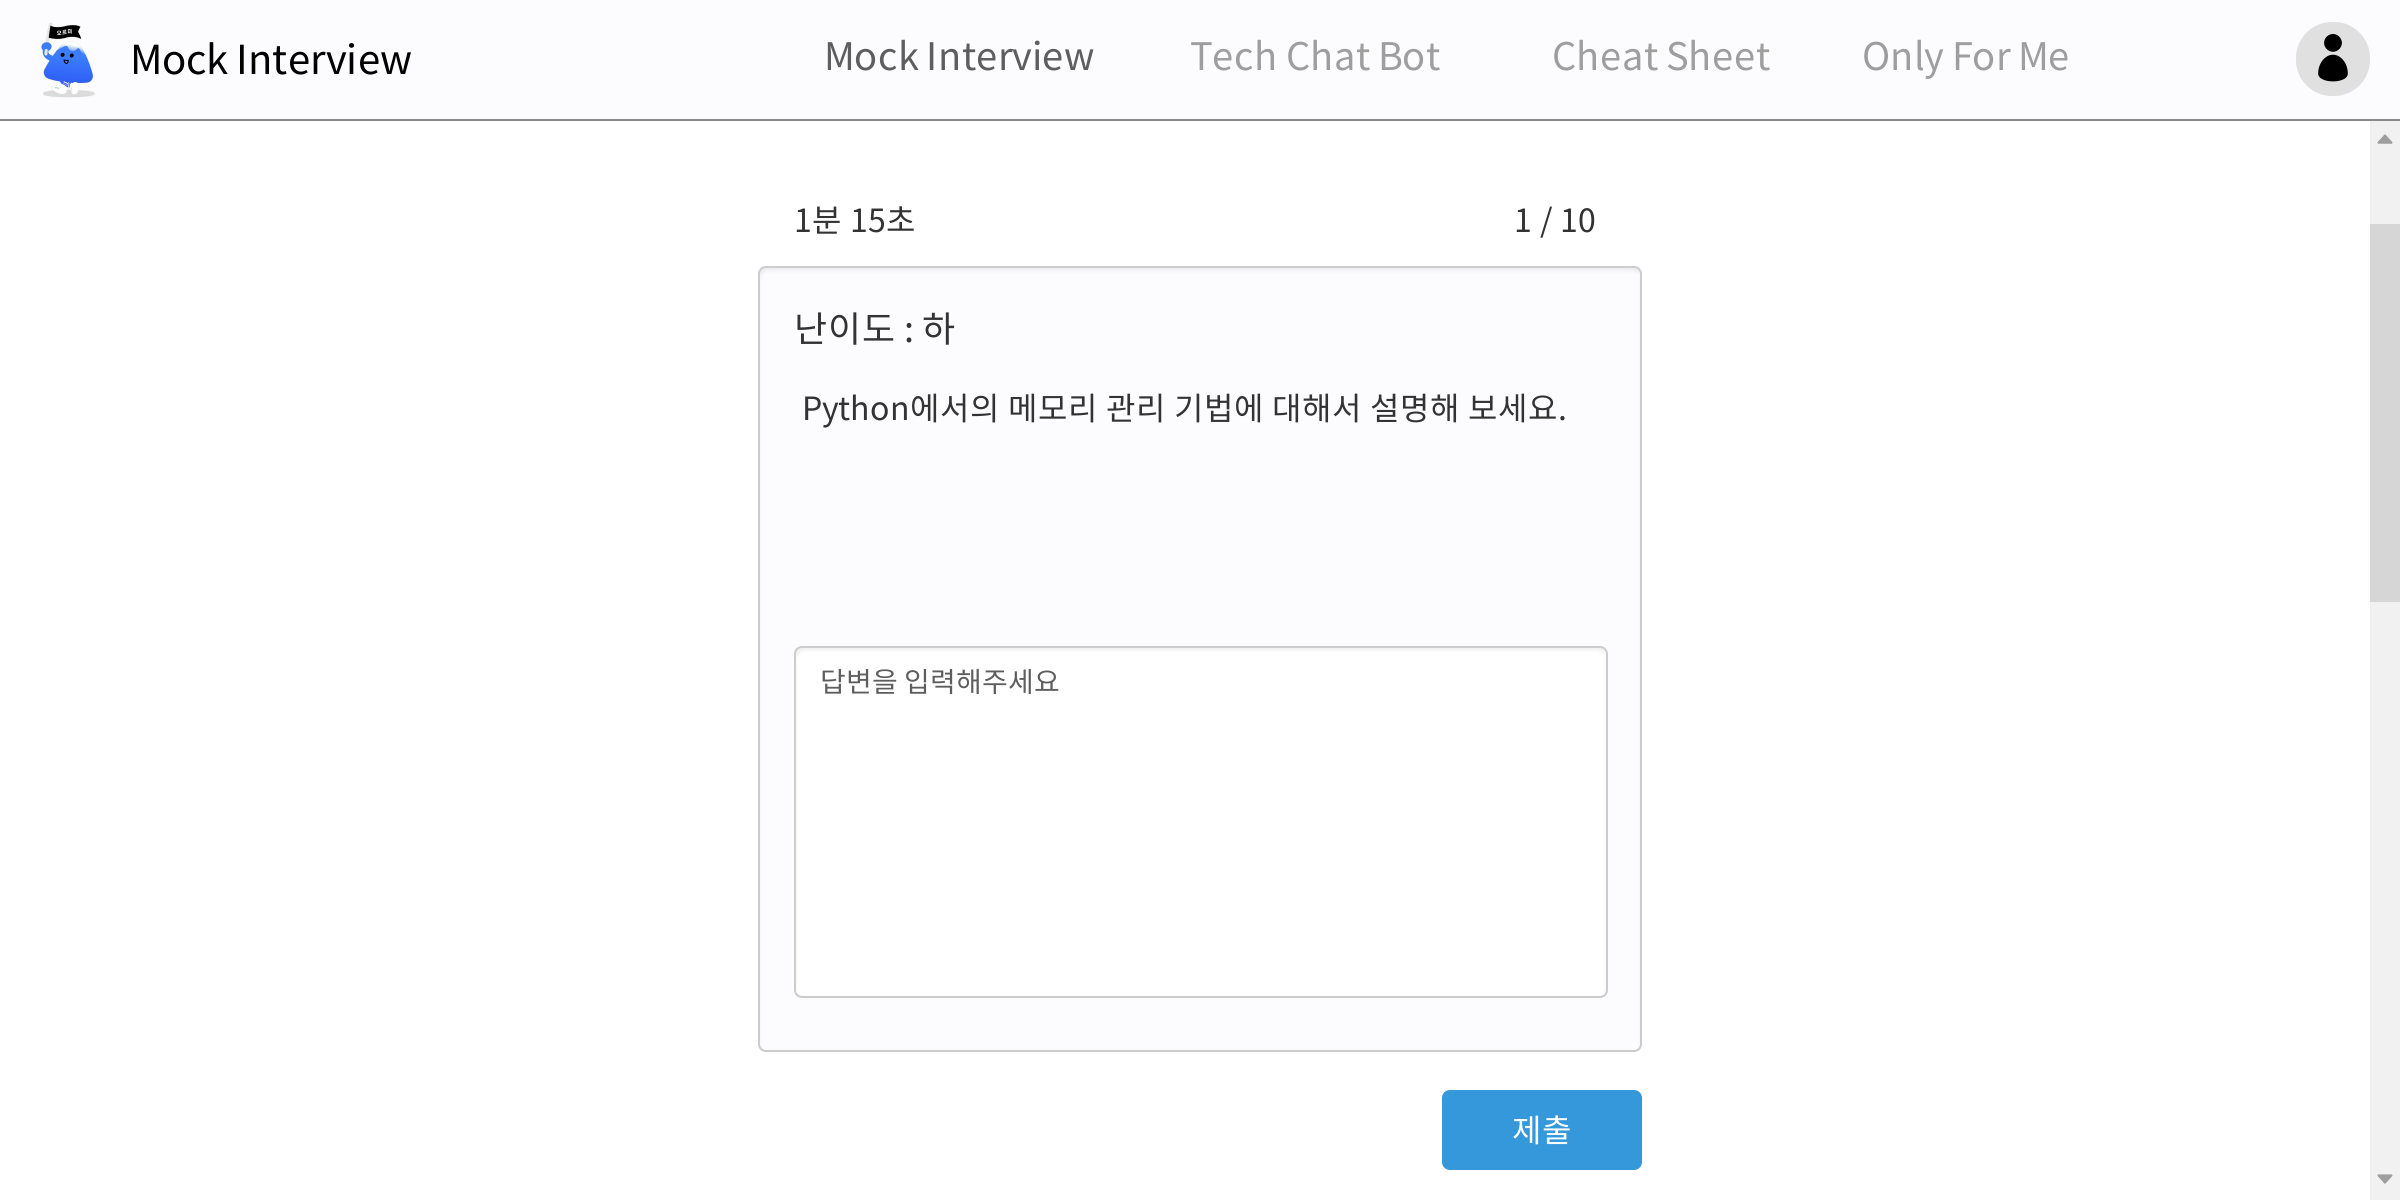 오르미
Mock Interview
Mock Interview
Tech Chat Bot
Cheat Sheet
Only For Me
1분 15초
1 / 10
난이도 : 하
Python에서의 메모리 관리 기법에 대해서 설명해 보세요.
답변을 입력해주세요
제출